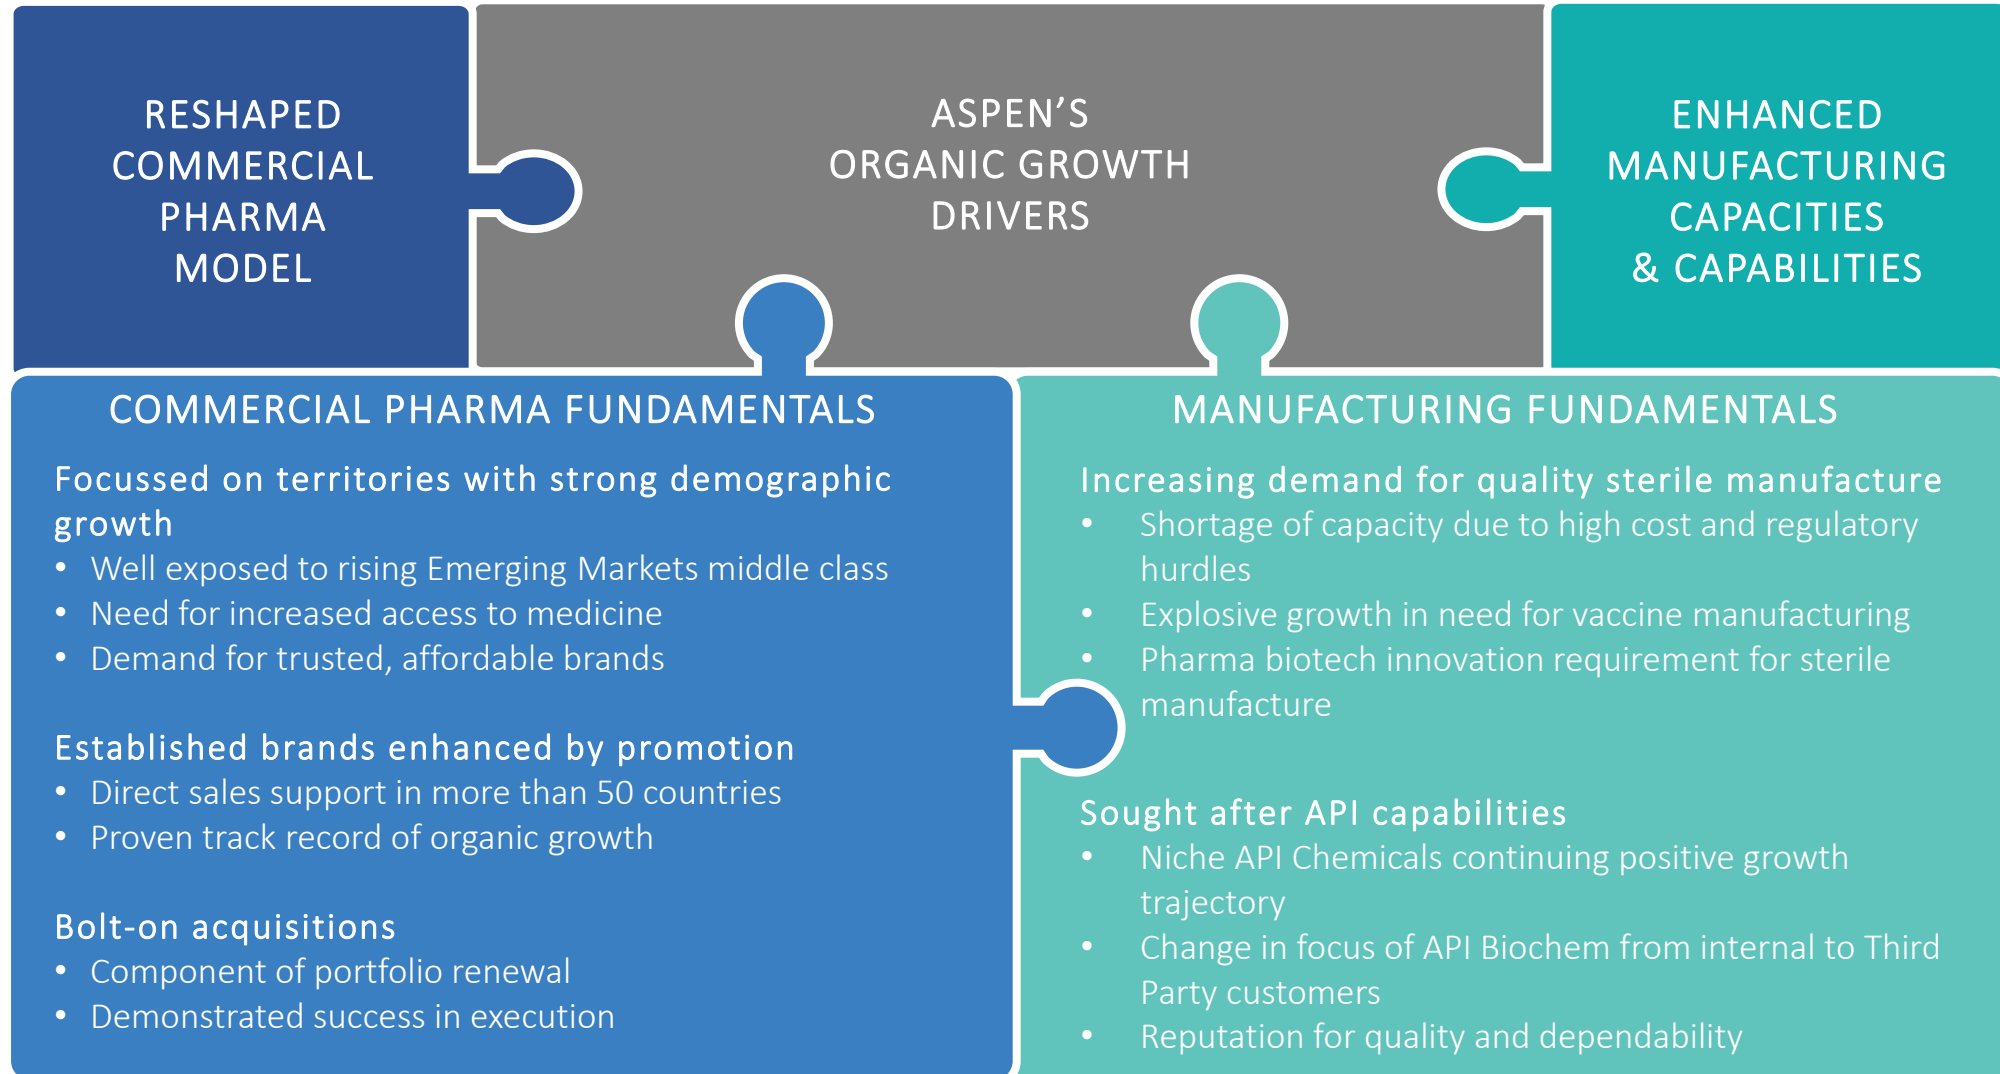 RESHAPED
COMMERCIAL
PHARMA
MODEL
ASPEN’S
ORGANIC GROWTH
DRIVERS
ENHANCED
MANUFACTURING
CAPACITIES
& CAPABILITIES
COMMERCIAL PHARMA FUNDAMENTALS
Focussed on territories with strong demographic
growth
• Well exposed to rising Emerging Markets middle class
• Need for increased access to medicine
• Demand for trusted, affordable brands
Established brands enhanced by promotion
• Direct sales support in more than 50 countries
• Proven track record of organic growth
Bolt-on acquisitions
• Component of portfolio renewal
• Demonstrated success in execution
MANUFACTURING FUNDAMENTALS
Increasing demand for quality sterile manufacture
• Shortage of capacity due to high cost and regulatory
hurdles
• Explosive growth in need for vaccine manufacturing
• Pharma biotech innovation requirement for sterile
manufacture
Sought after API capabilities
• Niche API Chemicals continuing positive growth
trajectory
• Change in focus of API Biochem from internal to Third
Party customers
• Reputation for quality and dependability